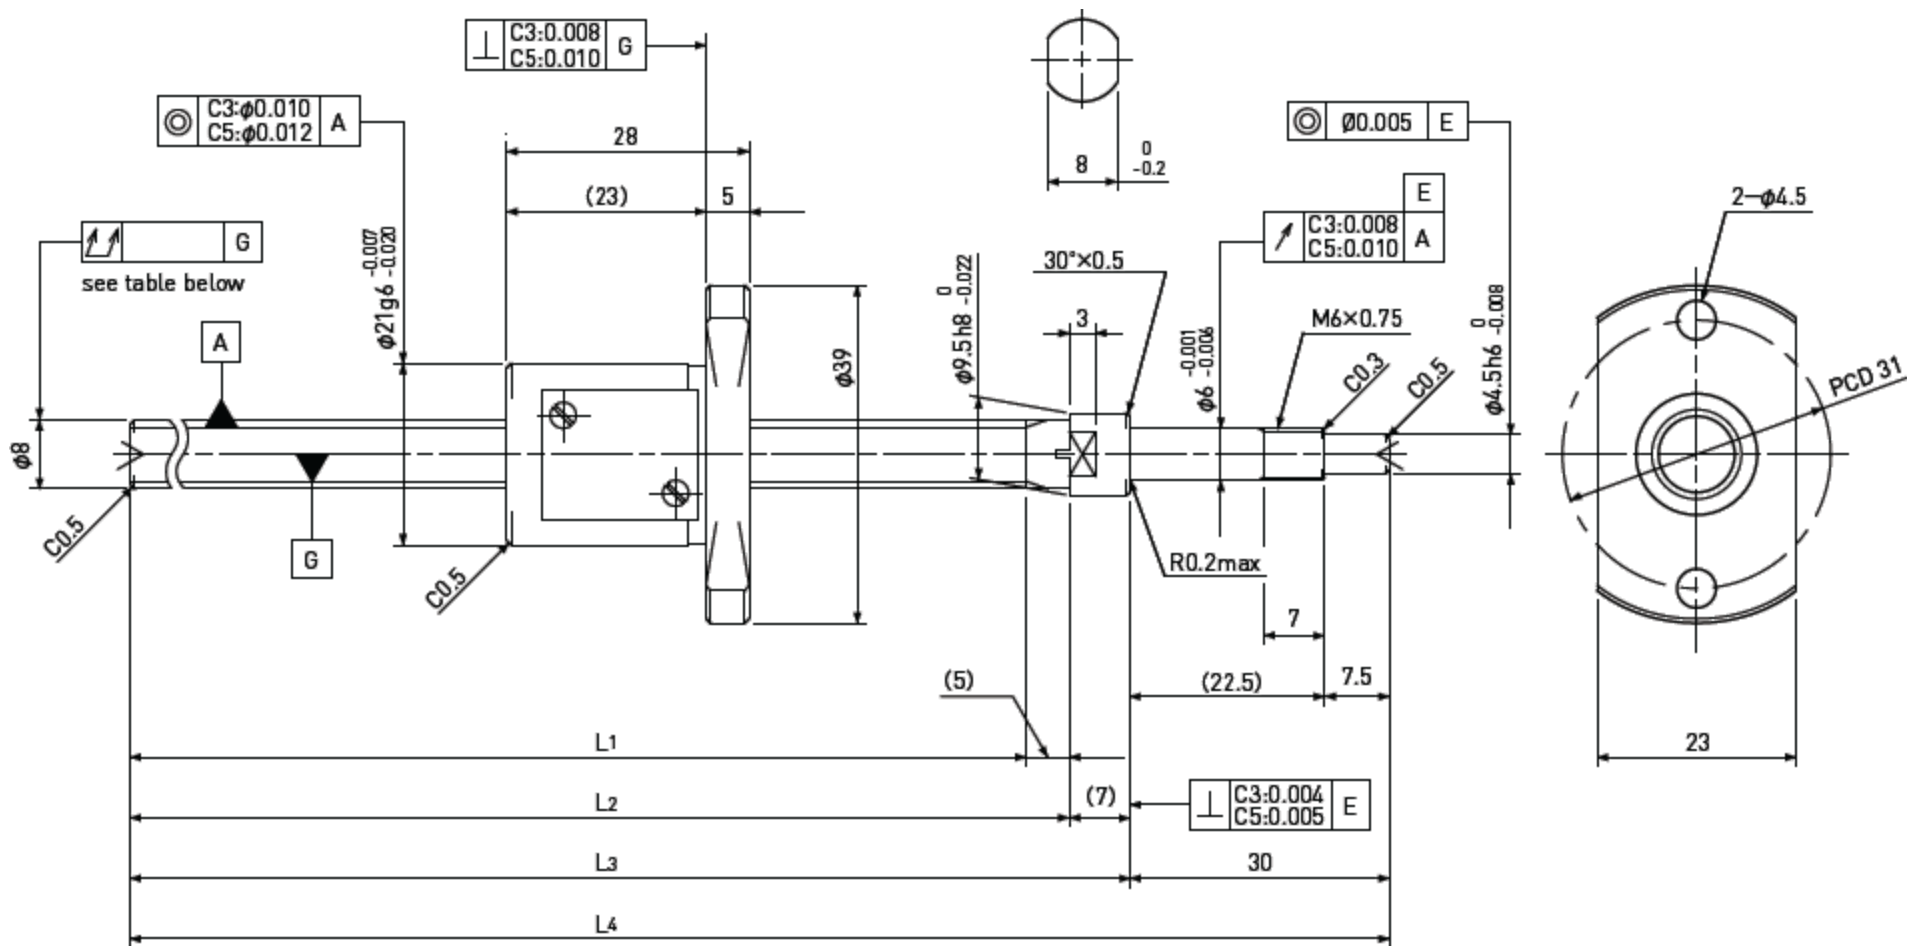 C3:0.008
C5:0.010
G
C3:φ0.010
C5:φ0.012
A
28
(23)
5
8 0 -0.2
Ø0.005 E
E
C3:0.008
C5:0.010
A
2-φ4.5
G
see table below
φ21g6 -0.007 -0.020
φ9.5h8 0 -0.022
30°×0.5
3
φ6 -0.001 -0.006
M6×0.75
C0.3
C0.5
φ4.5h6 0 -0.008
PCD 31
A
φ39
φ8
C0.5
G
C0.5
R0.2max
7
(5)
(22.5)
7.5
L1
23
L2
(7)
C3:0.004
C5:0.005
E
L3
30
L4